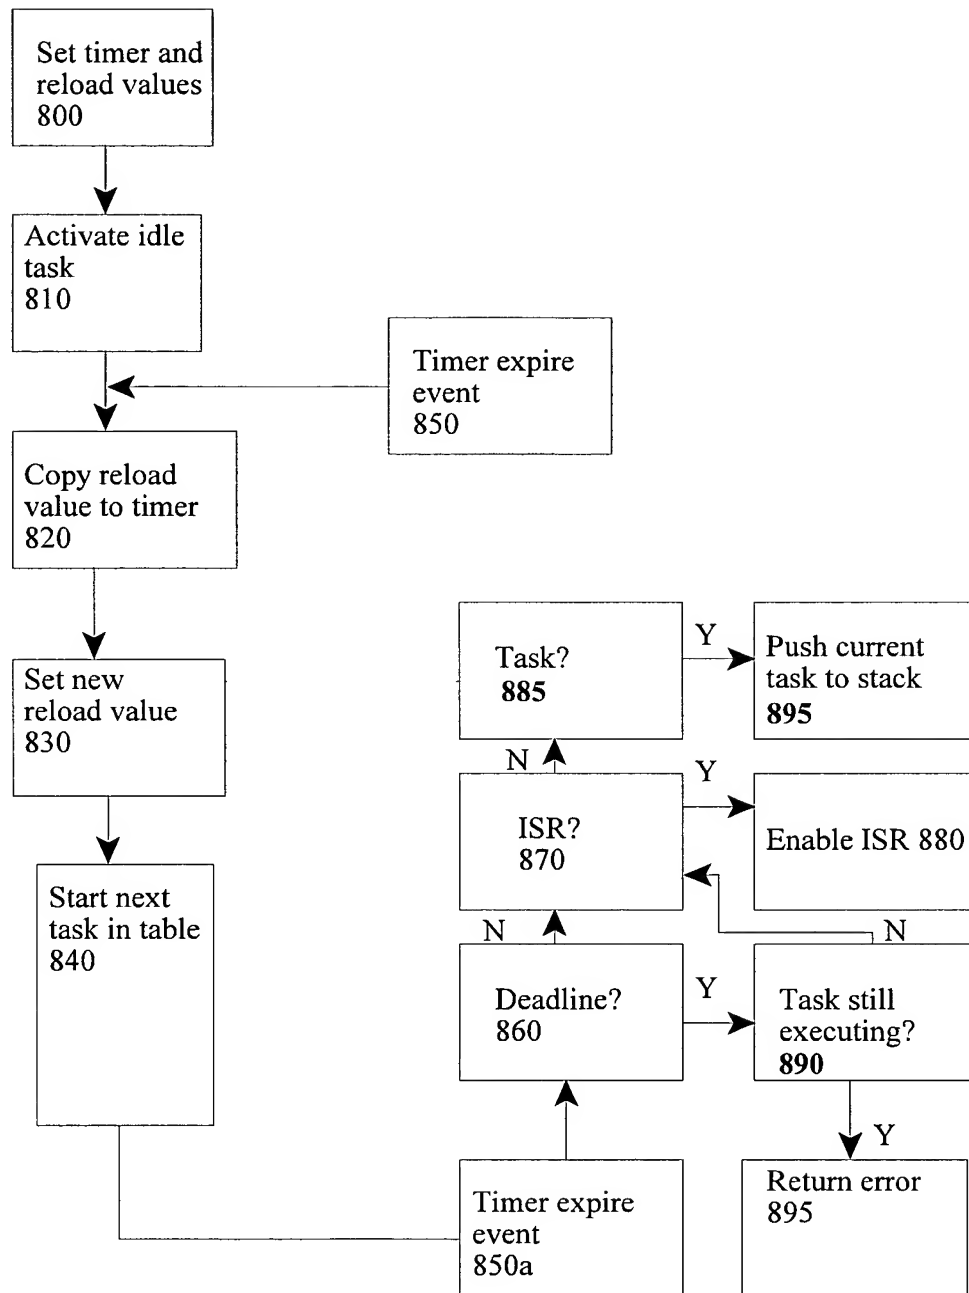 Set timer and
reload values
800
Activate idle
task
810
Timer expire
event
850
Copy reload
value to timer
820
Set new
reload value
830
Start next
task in table
840
Task?
885
Y
Push current
task to stack
895
N
ISR?
870
Y
Enable ISR 880
N
Deadline?
860
Y
N
Task still
executing?
890
Y
Timer expire
event
850a
Return error
895